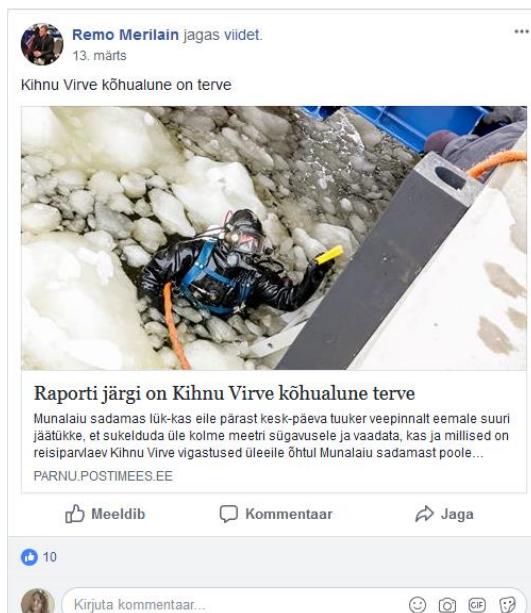 Remo Merilain jagas viidet.
13. märts
Kihnu Virve kõhualune on terve
Raporti järgi on Kihnu Virve kõhualune terve
Munalaiu sadamas lük-kas eile pärast kesk-päeva tuuker veepinnalt eemale suuri
jäätükke, et sukelduda üle kolme meetri sügavusele ja vaadata, kas ja millised on
reisiparvlaev Kihnu Virve vigastused üleeile õhtul Munalaiu sadamast poole...
PARNU.POSTIMEES.EE
Meeldib Kommentaar Jaga
10
Kirjuta kommentaar... GIF